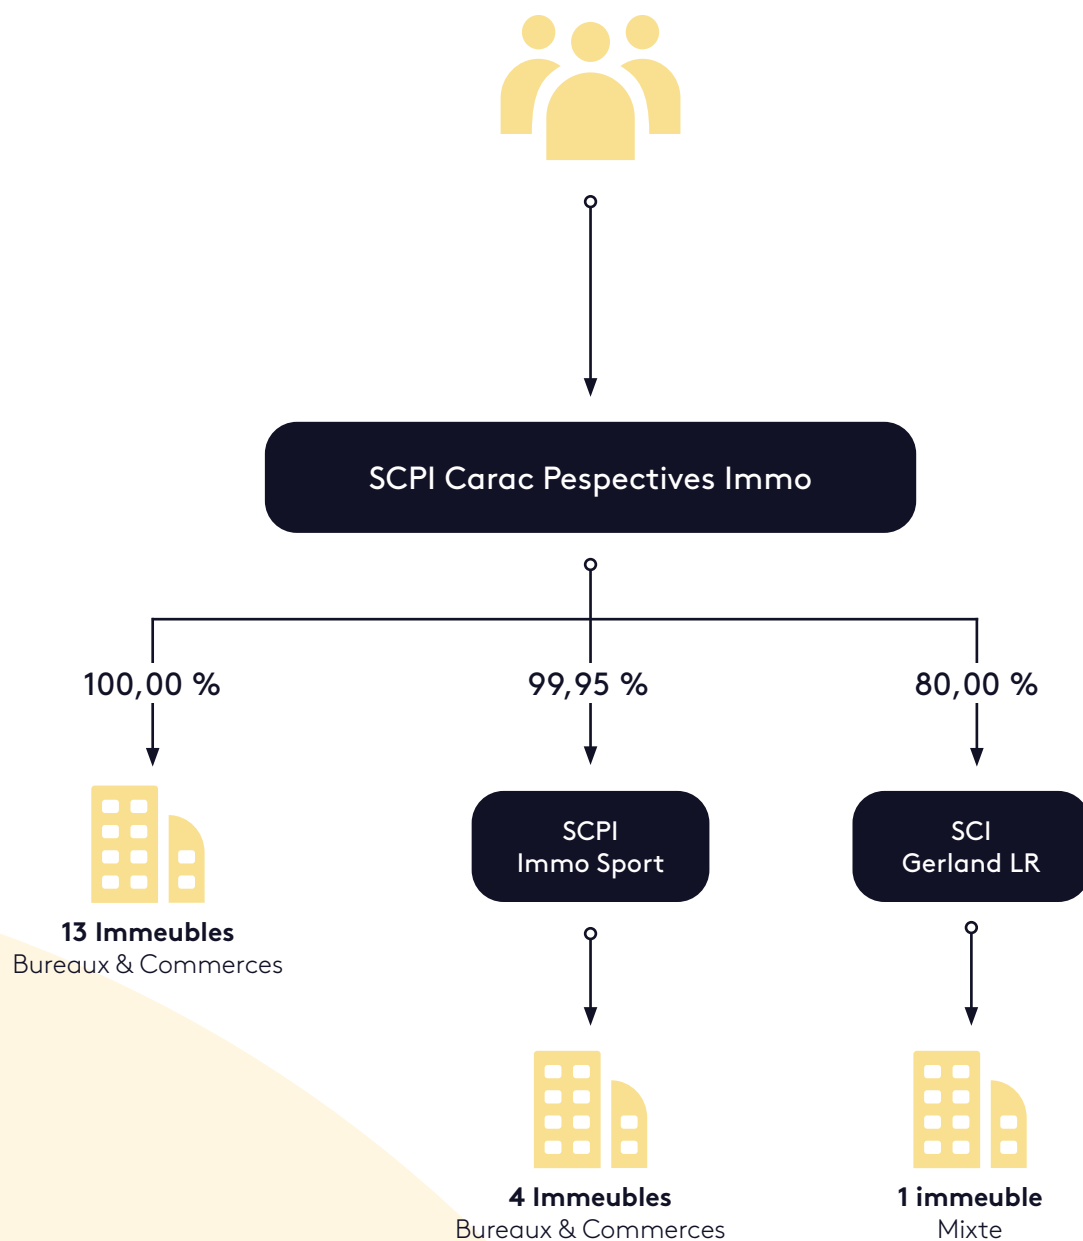 SCPI Carac Pespectives Immo
100,00 %
99,95 %
80,00 %
SCPI
Immo Sport
SCI
Gerland LR
13 Immeubles
Bureaux & Commerces
4 Immeubles
Bureaux & Commerces
1 immeuble
Mixte